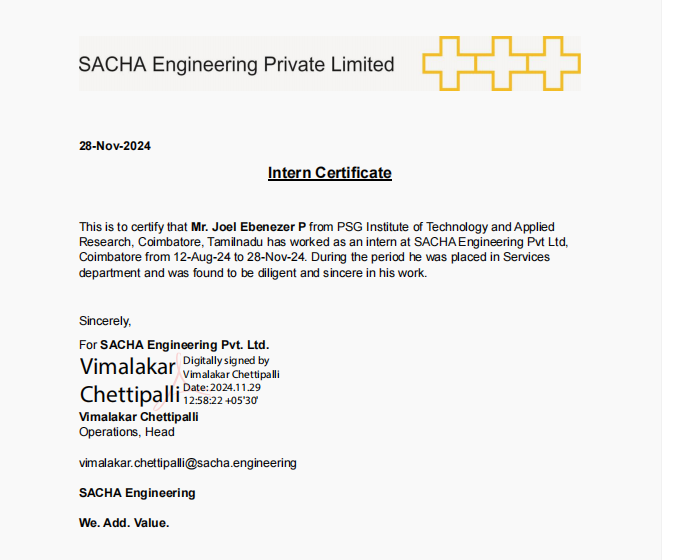 SACHA Engineering Private Limited
28-Nov-2024
Intern Certificate
This is to certify that Mr. Joel Ebenezer P from PSG Institute of Technology and Applied
Research, Coimbatore, Tamilnadu has worked as an intern at SACHA Engineering Pvt Ltd,
Coimbatore from 12-Aug-24 to 28-Nov-24. During the period he was placed in Services
department and was found to be diligent and sincere in his work.
Sincerely,
For SACHA Engineering Pvt. Ltd.
Vimalakar
Chettipalli
Digitally signed by
Vimalakar Chettipalli
Date: 2024.11.29
12:58:22 +05'30'
Vimalakar Chettipalli
Operations, Head
vimalakar.chettipalli@sacha.engineering
SACHA Engineering
We. Add. Value.